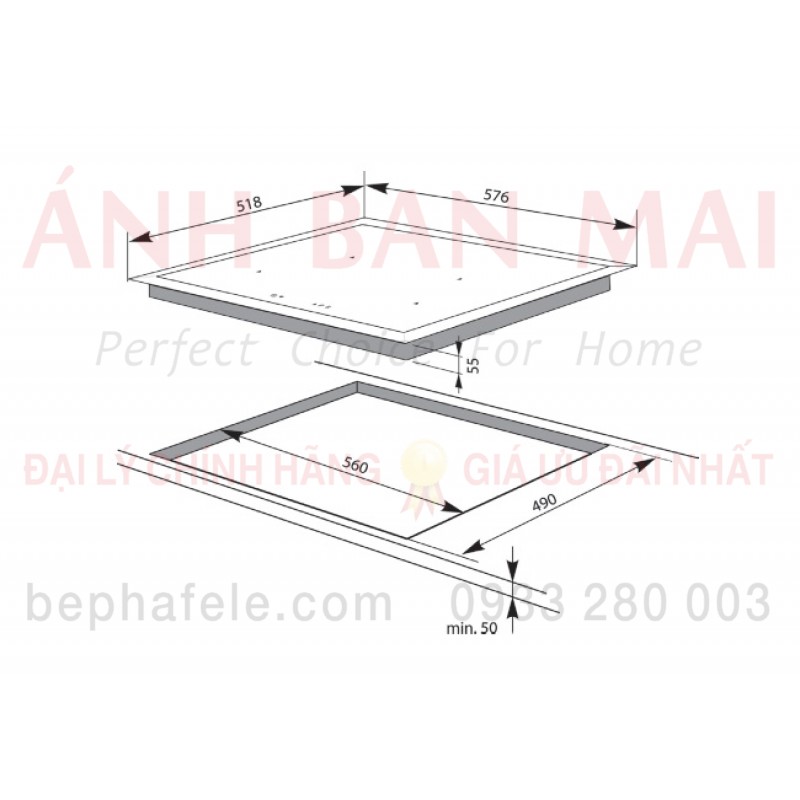 518
576
ÁNH BAN MAI
Perfect Choice For Home
55
560
ĐẠI LÝ CHÍNH HÃNG GIÁ ƯU ĐÃI NHẤT
490
bephafele.com 0983 280 003
min. 50